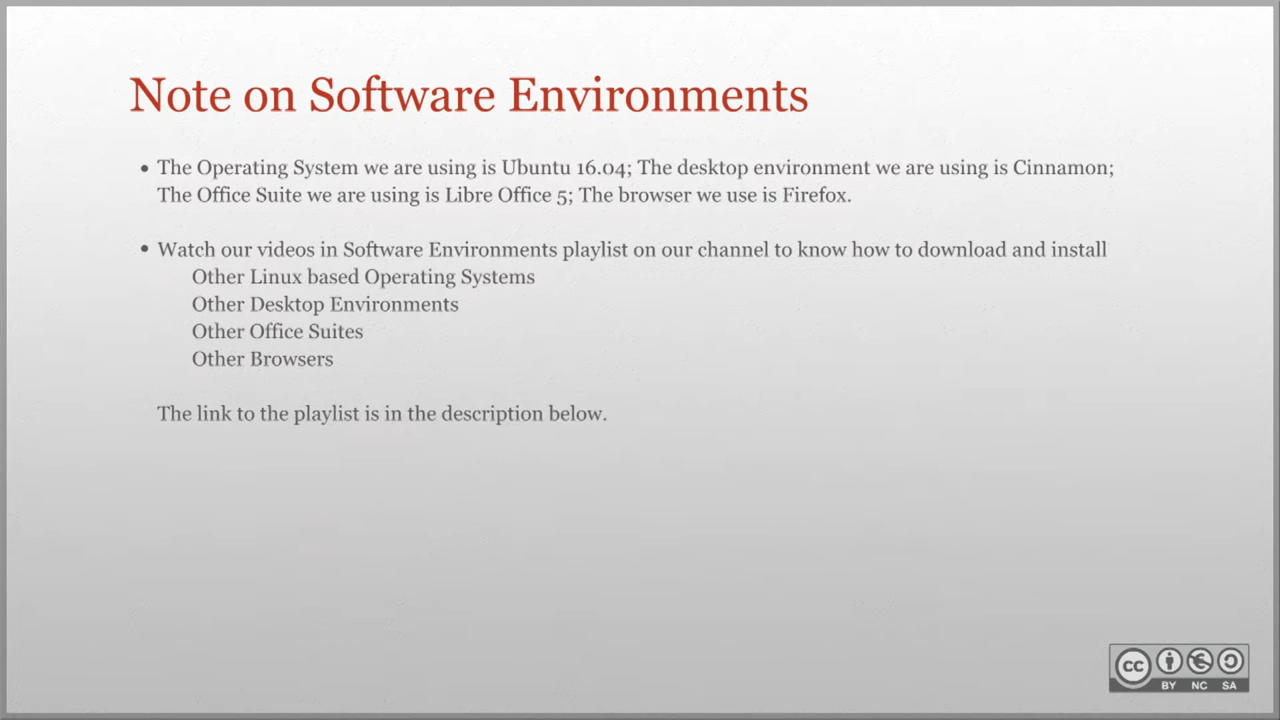 Note on Software Environments
• The Operating System we are using is Ubuntu 16.04; The desktop environment we are using is Cinnamon;
The Office Suite we are using is Libre Office 5; The browser we use is Firefox.
• Watch our videos in Software Environments playlist on our channel to know how to download and install
Other Linux based Operating Systems
Other Desktop Environments
Other Office Suites
Other Browsers
The link to the playlist is in the description below.
cc
BY NC SA